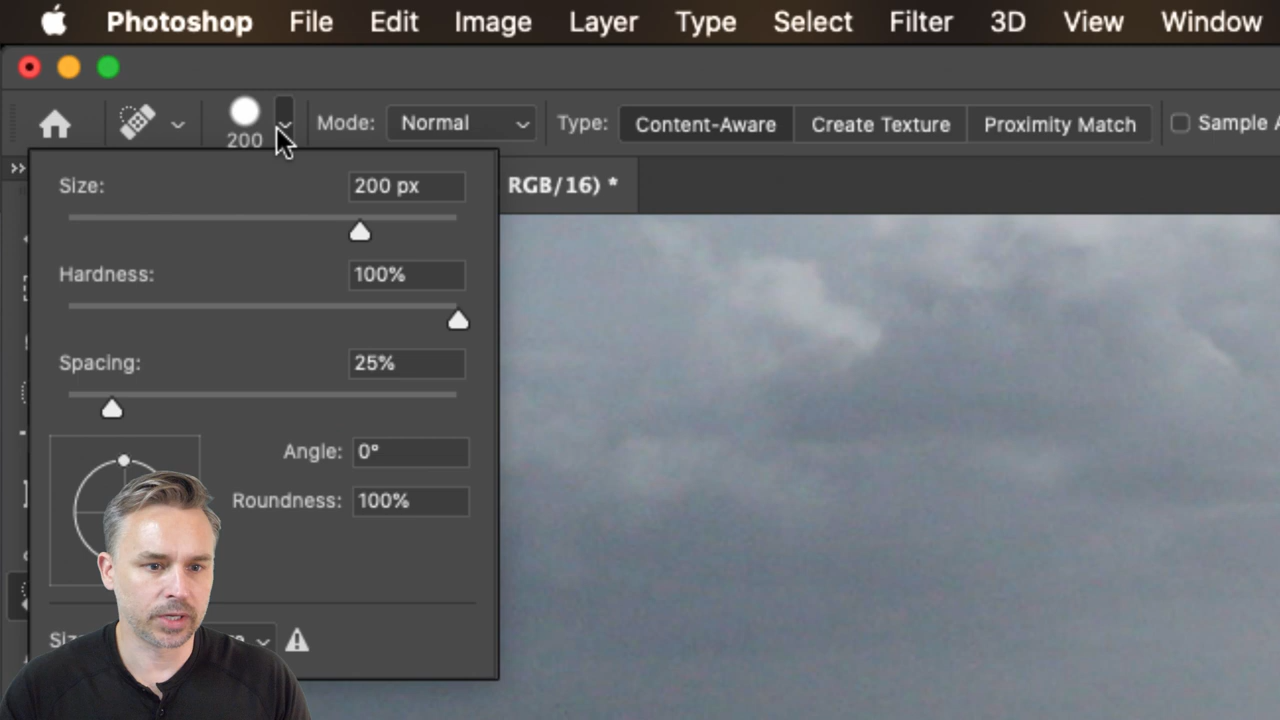 Photoshop File Edit Image Layer Type Select Filter 3D View Window
200 Mode: Normal Type: Content-Aware Create Texture Proximity Match Sample
RGB/16) *
Size: 200 px
Hardness: 100%
Spacing: 25%
Angle: 0°
Roundness: 100%